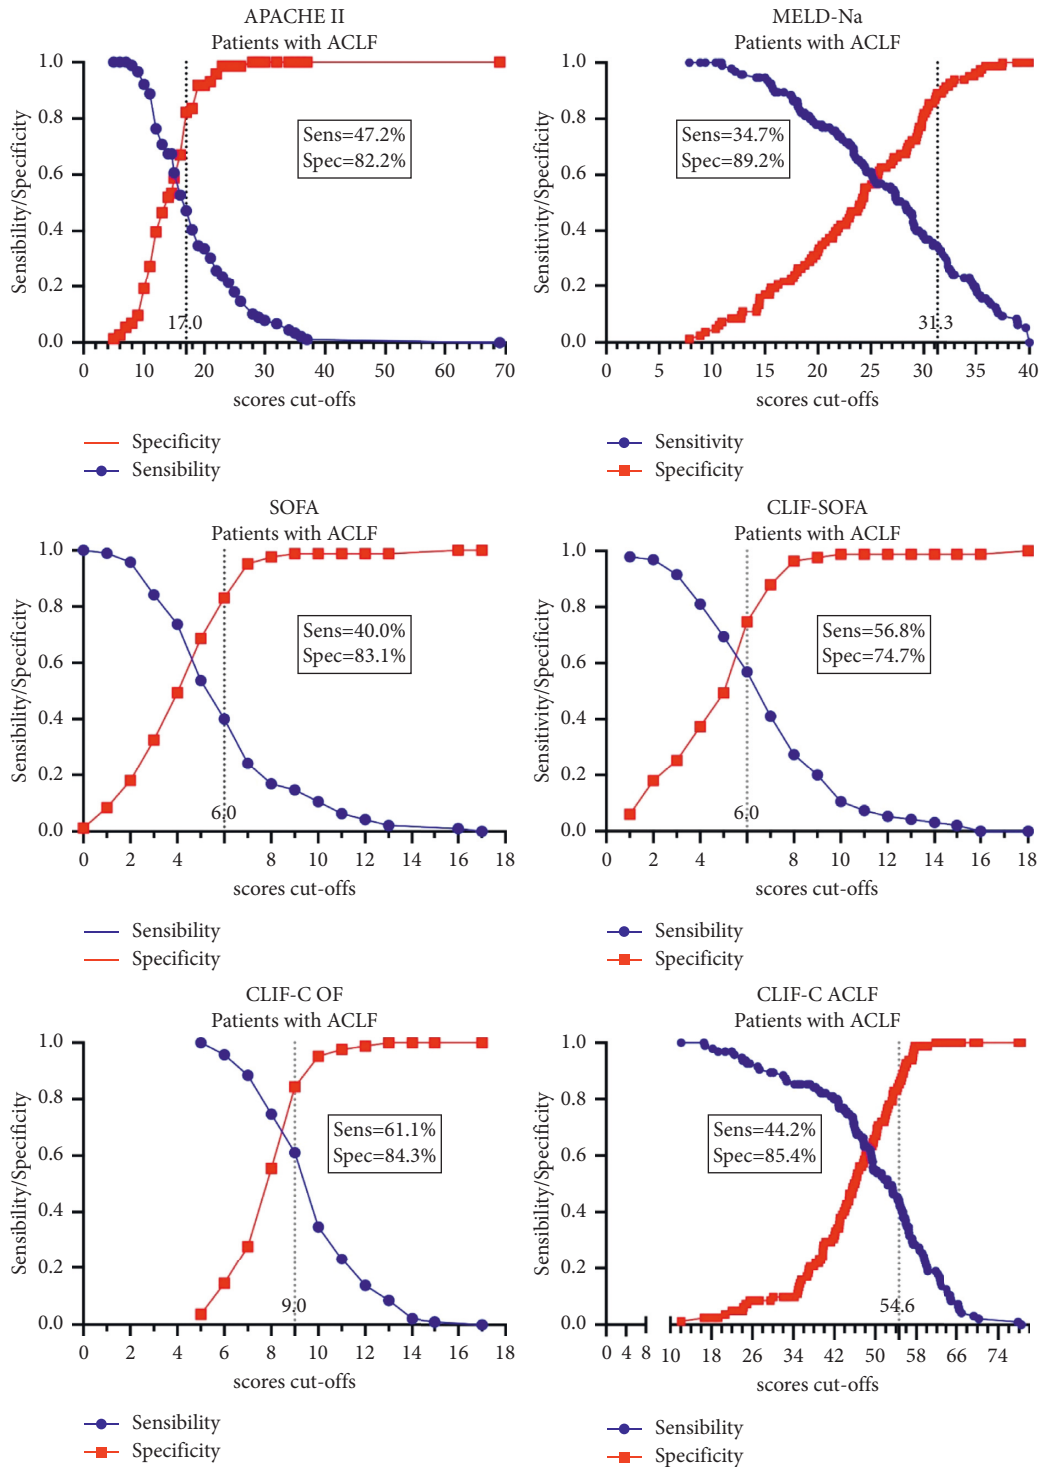 APACHE II
Patients with ACLF
Sensibility/Specificity
1.0
0.8
0.6
0.4
0.2
0.0
Sens=47.2%
Spec=82.2%
17.0
0 10 20 30 40 50 60 70
scores cut-offs
Specificity
Sensibility
MELD-Na
Patients with ACLF
Sensitivity/Specificity
1.0
0.8
0.6
0.4
0.2
0.0
Sens=34.7%
Spec=89.2%
31.3
0 5 10 15 20 25 30 35 40
scores cut-offs
Sensitivity
Specificity
SOFA
Patients with ACLF
Sensibility/Specificity
1.0
0.8
0.6
0.4
0.2
0.0
Sens=40.0%
Spec=83.1%
6.0
0 2 4 6 8 10 12 14 16 18
scores cut-offs
Sensibility
Specificity
CLIF-SOFA
Patients with ACLF
Sensitivity/Specificity
1.0
0.8
0.6
0.4
0.2
0.0
Sens=56.8%
Spec=74.7%
6.0
0 2 4 6 8 10 12 14 16 18
scores cut-offs
Sensibility
Specificity
CLIF-C OF
Patients with ACLF
Sensibility/Specificity
1.0
0.8
0.6
0.4
0.2
0.0
Sens=61.1%
Spec=84.3%
9.0
0 2 4 6 8 10 12 14 16 18
scores cut-offs
Sensibility
Specificity
CLIF-C ACLF
Patients with ACLF
Sensibility/Specificity
1.0
0.8
0.6
0.4
0.2
0.0
Sens=44.2%
Spec=85.4%
54.6
0 4 8 10 18 26 34 42 50 58 66 74
scores cut-offs
Sensibility
Specificity